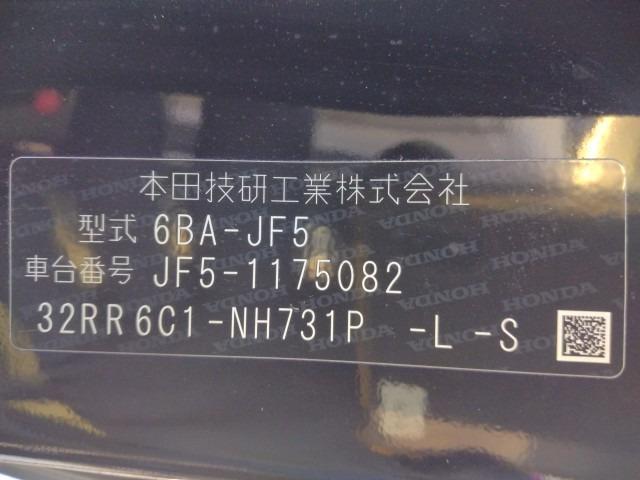 本田技研工業株式会社
型式 6BA-JF5
車台番号 JF5-1175082
32RR6C1-NH731P -L-S